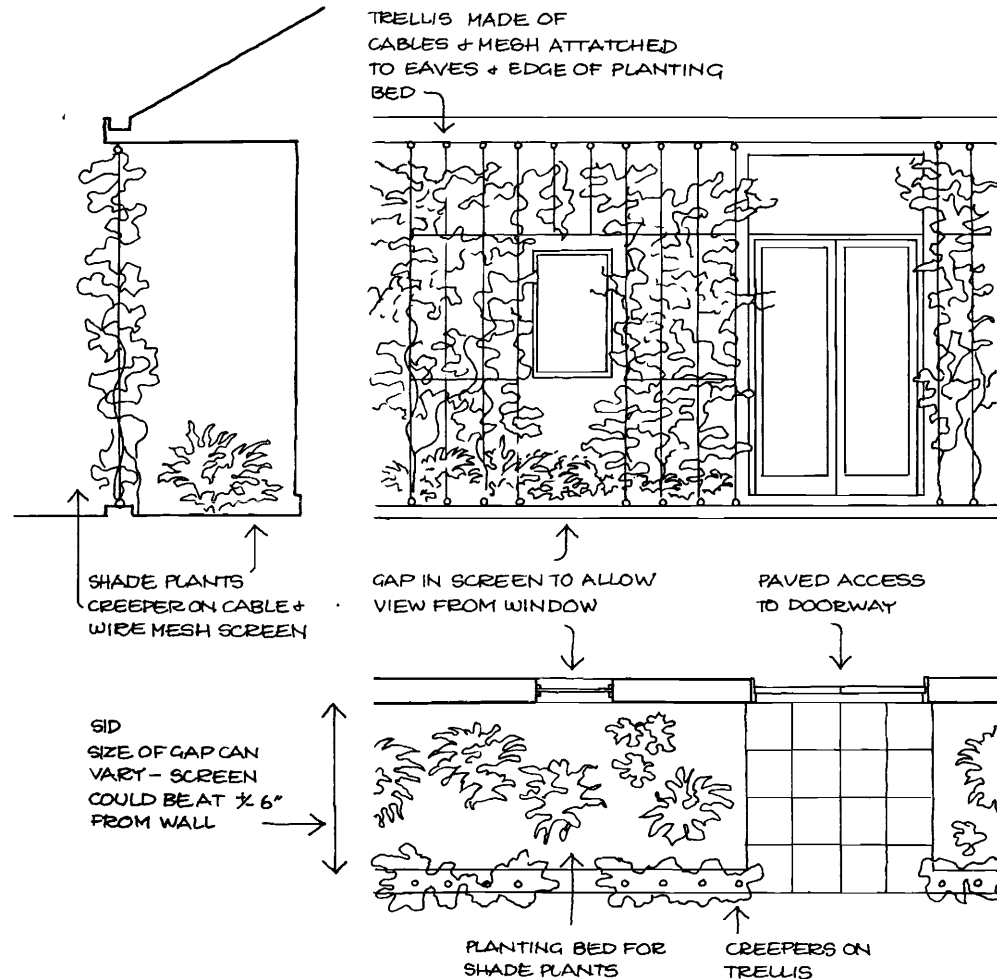 TRELLIS MADE OF
CABLES & MESH ATTATCHED
TO EAVES & EDGE OF PLANTING
BED
SHADE PLANTS
CREEPER ON CABLE &
WIRE MESH SCREEN
GAP IN SCREEN TO ALLOW
VIEW FROM WINDOW
PAVED ACCESS
TO DOORWAY
SID
SIZE OF GAP CAN
VARY - SCREEN
COULD BE AT 6"
FROM WALL
PLANTING BED FOR
SHADE PLANTS
CREEPERS ON
TRELLIS